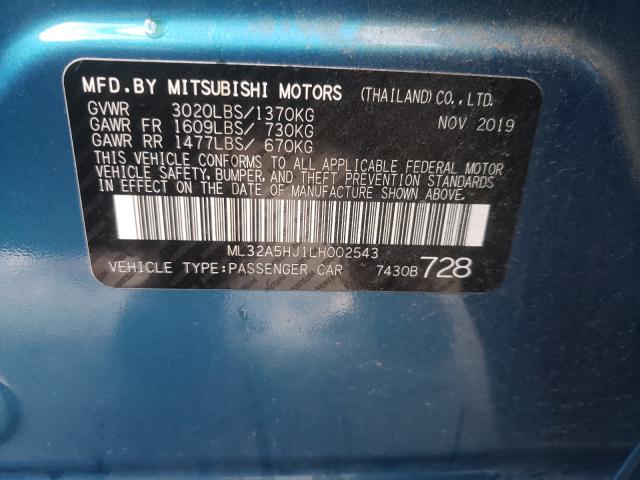 MFD.BY MITSUBISHI MOTORS (THAILAND)CO.,LTD.
GVWR 3020LBS/1370KG NOV 2019
GAWR FR 1609LBS/ 730KG
GAWR RR 1477LBS/ 670KG
THIS VEHICLE CONFORMS TO ALL APPLICABLE FEDERAL MOTOR
VEHICLE SAFETY, BUMPER, AND THEFT PREVENTION STANDARDS
IN EFFECT ON THE DATE OF MANUFACTURE SHOWN ABOVE.
ML32A5HJ1LH002543
VEHICLE TYPE:PASSENGER CAR 7430B 728